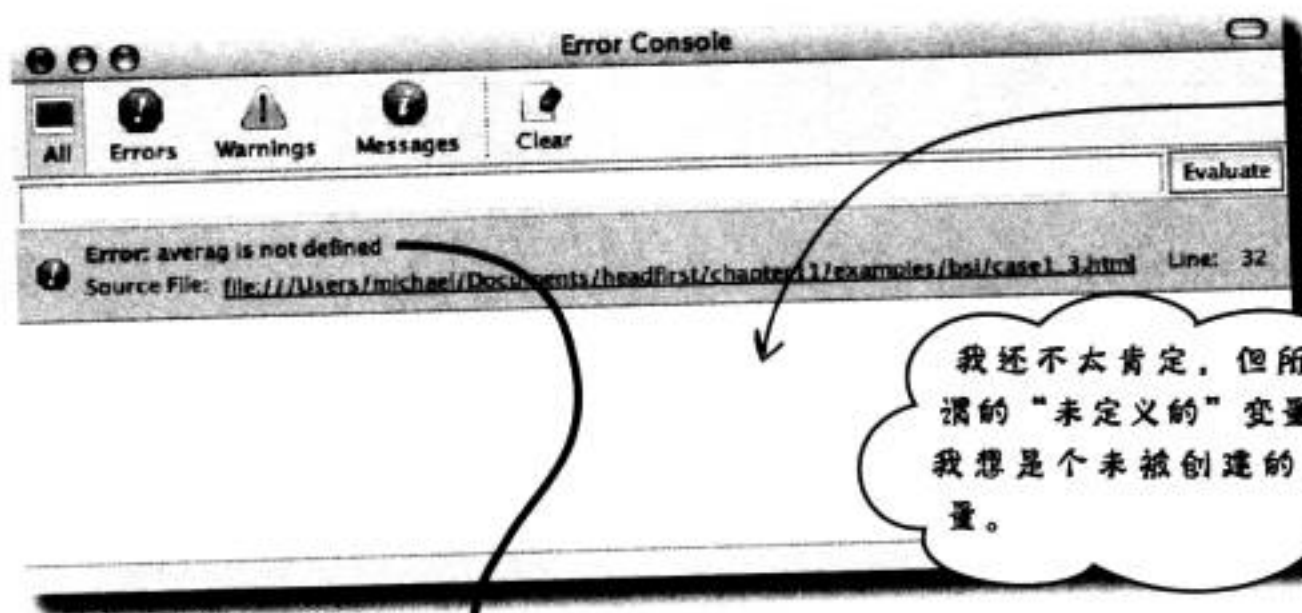 Error Console
All Errors Warnings Messages Clear
Evaluate
Error: averag is not defined
Source File: file:///Users/michael/Documents/headfirst/chapter11/examples/bsi/case1_3.html Line: 32
我还不太肯定，但所
谓的“未定义的”变量
我想是个未被创建的
量。